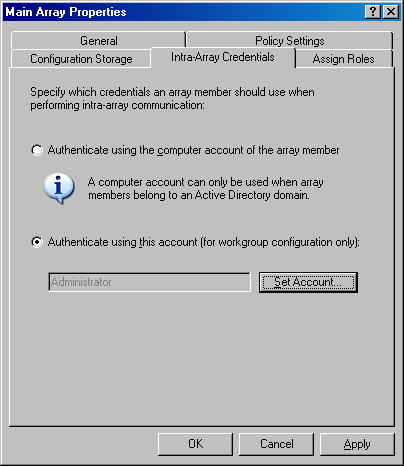 Main Array Properties
General
Policy Settings
Configuration Storage
Intra-Array Credentials
Assign Roles
Specify which credentials an array member should use when
performing intra-array communication:
Authenticate using the computer account of the array member
A computer account can only be used when array
members belong to an Active Directory domain.
Authenticate using this account (for workgroup configuration only):
Administrator
Set Account...
OK
Cancel
Apply